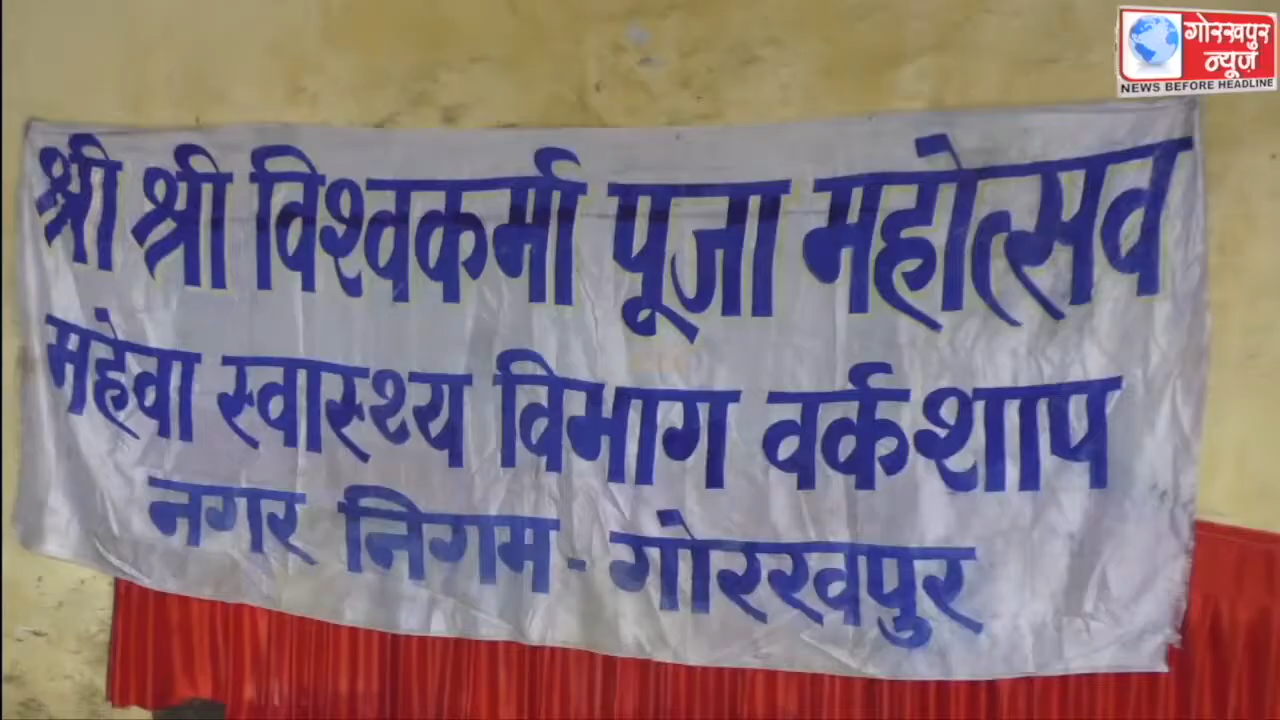 गोरखपुर
न्यूज़
NEWS BEFORE HEADLINE
श्री श्री विश्वकर्मा पूजा महोत्सव
महेवा स्वास्थ्य विभाग वर्कशाप
नगर निगम - गोरखपुर